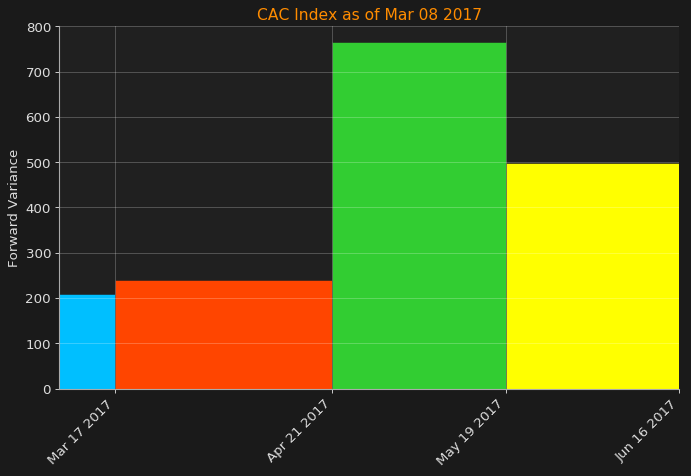 CAC Index as of Mar 08 2017
Forward Variance
800
700
600
500
400
300
200
100
0
Mar 17 2017
Apr 21 2017
May 19 2017
Jun 16 2017